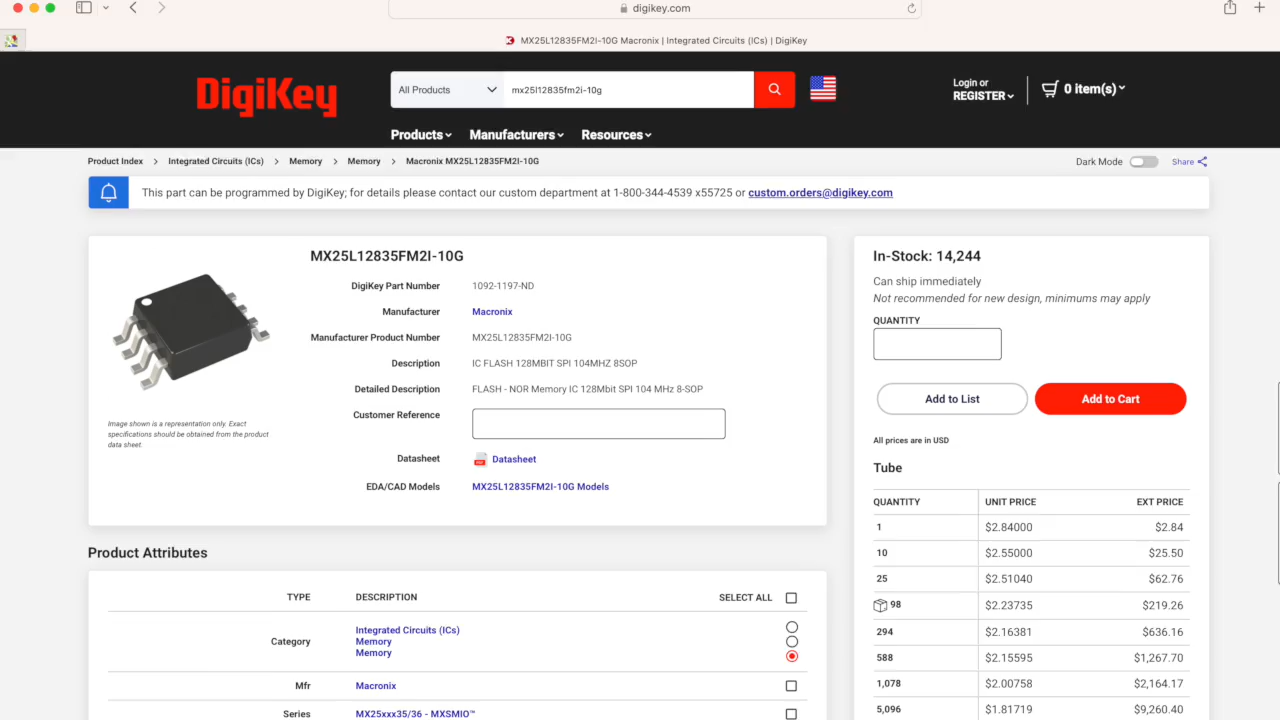 digikey.com
MX25L12835FM2I-10G Macronix | Integrated Circuits (ICs) | DigiKey
DigiKey
All Products
mx25l12835fm2i-10g
Login or
REGISTER
0 item(s)
Products
Manufacturers
Resources
Product Index > Integrated Circuits (ICs) > Memory > Memory > Macronix MX25L12835FM2I-10G
Dark Mode
Share
This part can be programmed by DigiKey; for details please contact our custom department at 1-800-344-4539 x55725 or custom.orders@digikey.com
MX25L12835FM2I-10G
DigiKey Part Number 1092-1197-ND
Manufacturer Macronix
Manufacturer Product Number MX25L12835FM2I-10G
Description IC FLASH 128MBIT SPI 104MHZ 8SOP
Detailed Description FLASH - NOR Memory IC 128Mbit SPI 104 MHz 8-SOP
Customer Reference
Datasheet Datasheet
EDA/CAD Models MX25L12835FM2I-10G Models
Image shown is a representation only. Exact
specifications should be obtained from the product
data sheet.
In-Stock: 14,244
Can ship immediately
Not recommended for new design, minimums may apply
QUANTITY
Add to List
Add to Cart
All prices are in USD
Tube
QUANTITY UNIT PRICE EXT PRICE
1 $2.84000 $2.84
10 $2.55000 $25.50
25 $2.51040 $62.76
98 $2.23735 $219.26
294 $2.16381 $636.16
588 $2.15595 $1,267.70
1,078 $2.00758 $2,164.17
5,096 $1.81719 $9,260.40
Product Attributes
TYPE DESCRIPTION SELECT ALL
Category
Integrated Circuits (ICs)
Memory
Memory
Mfr Macronix
Series MX25xxx35/36 - MXSMIO™